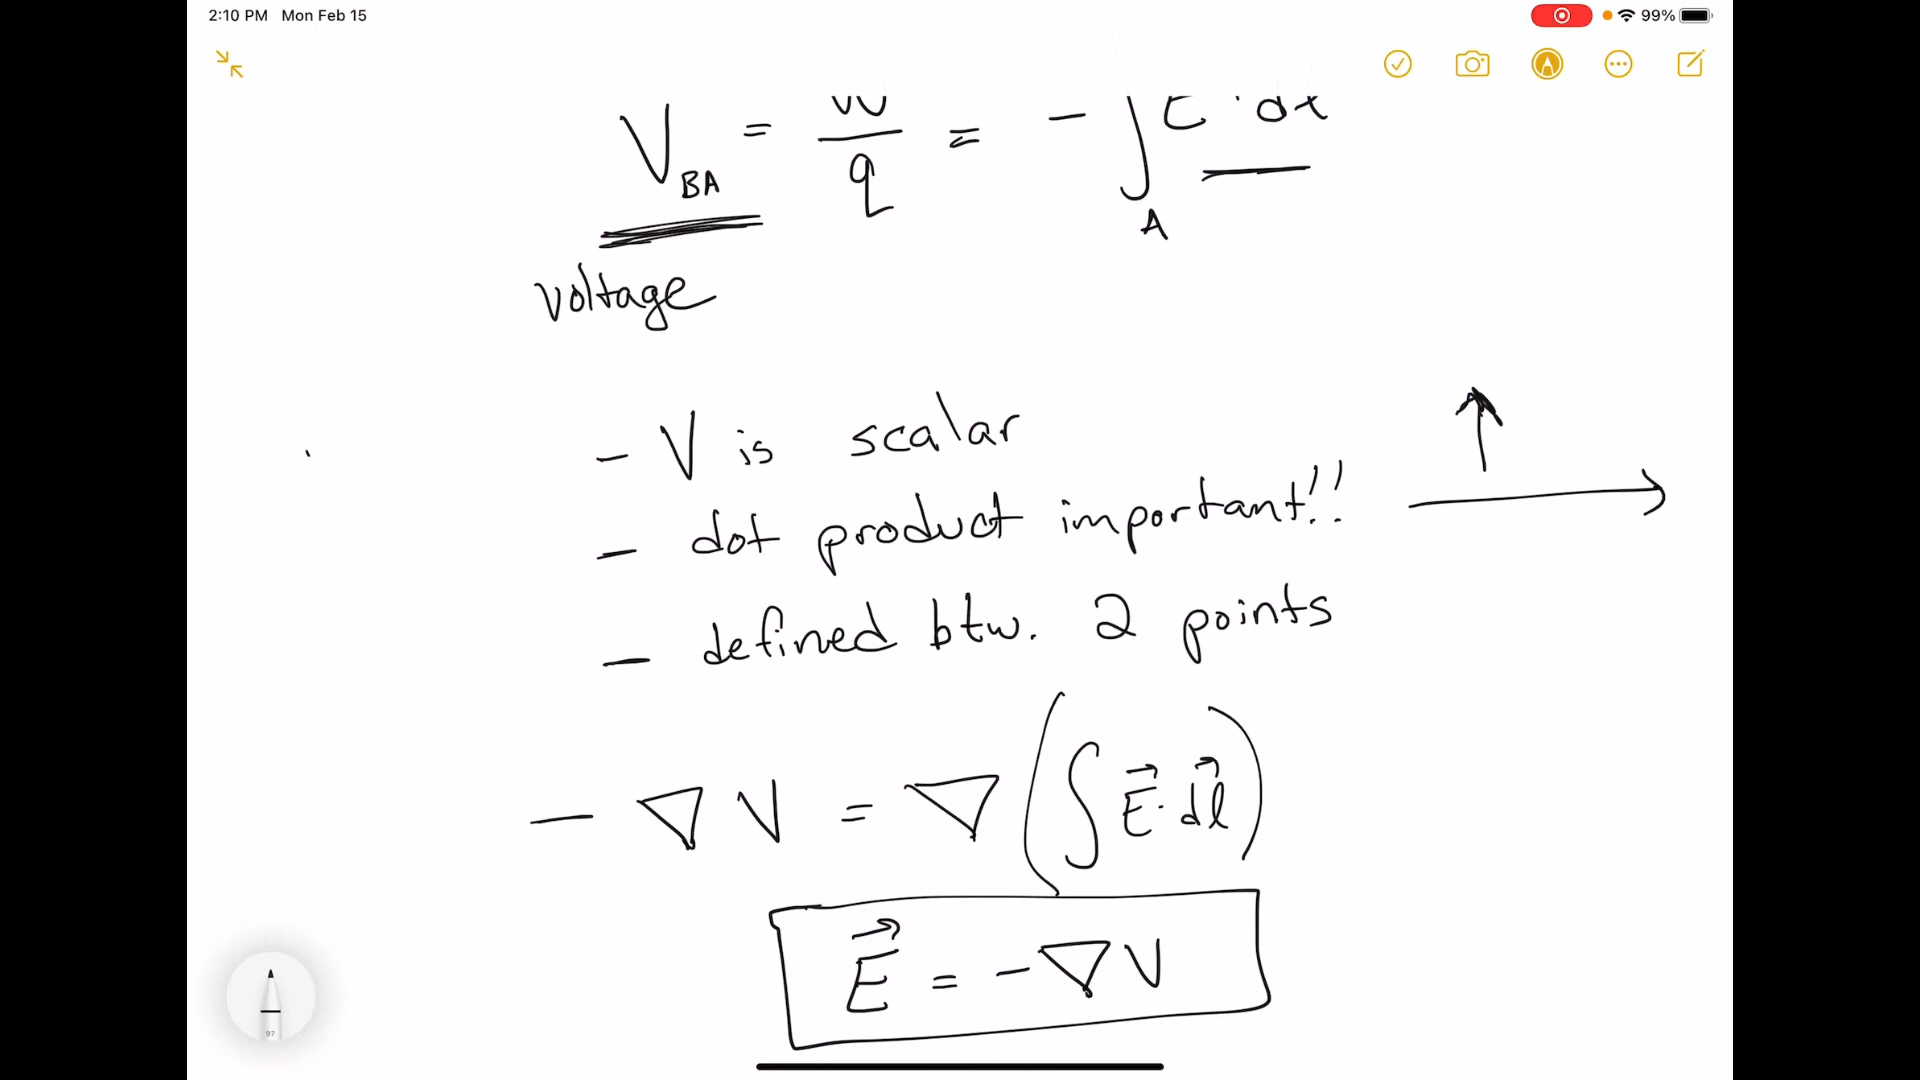 2:10 PM Mon Feb 15 99%
V_BA = W/q = - ∫_A E · dl
voltage
- V is scalar
- dot product important!!
- defined btw. 2 points
- ∇V = ∇(∫ E⃗ · dl⃗)
E⃗ = -∇V
97